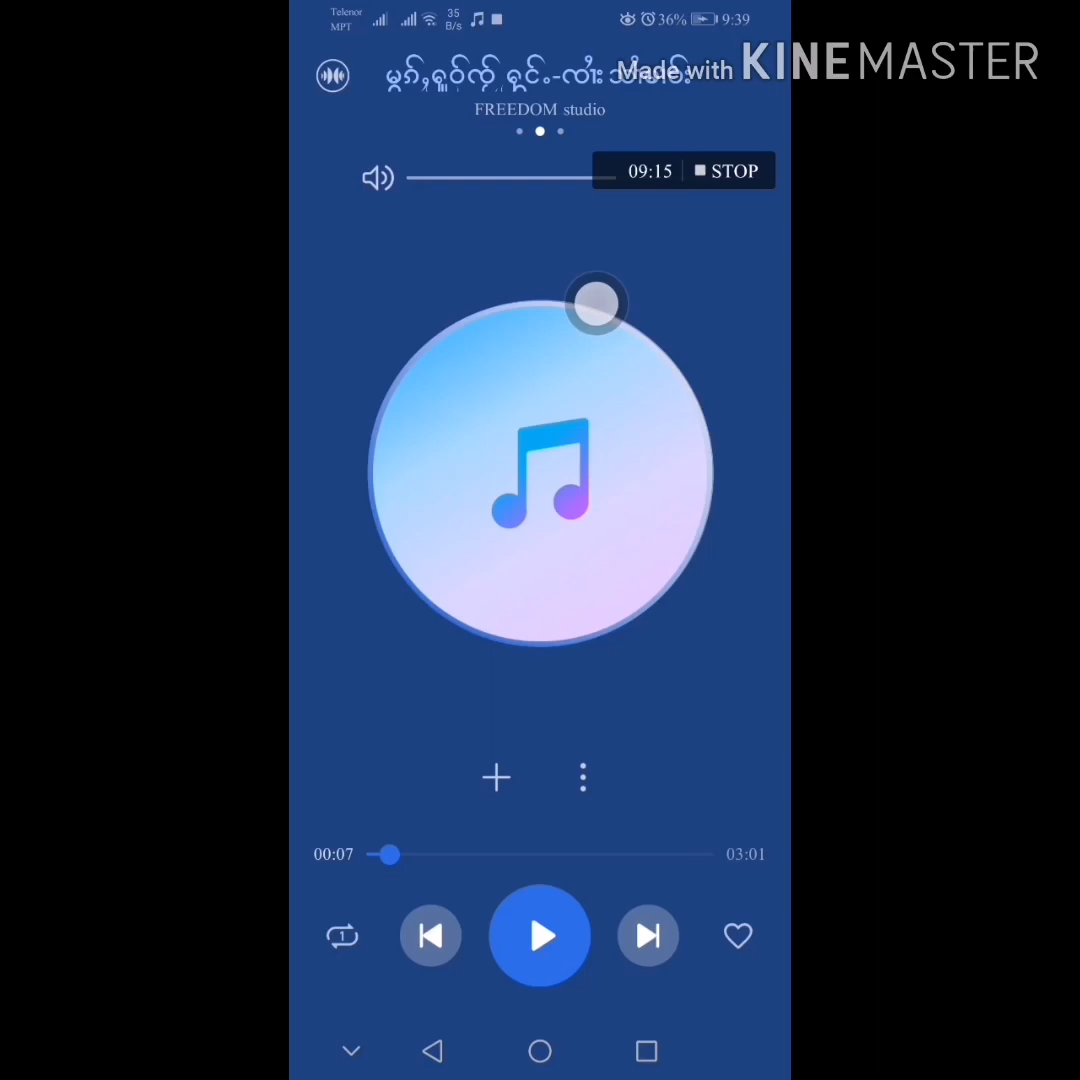 Telenor
MPT
35
B/s
36%
9:39
Made with KINEMASTER
FREEDOM studio
09:15
STOP
00:07
03:01
1